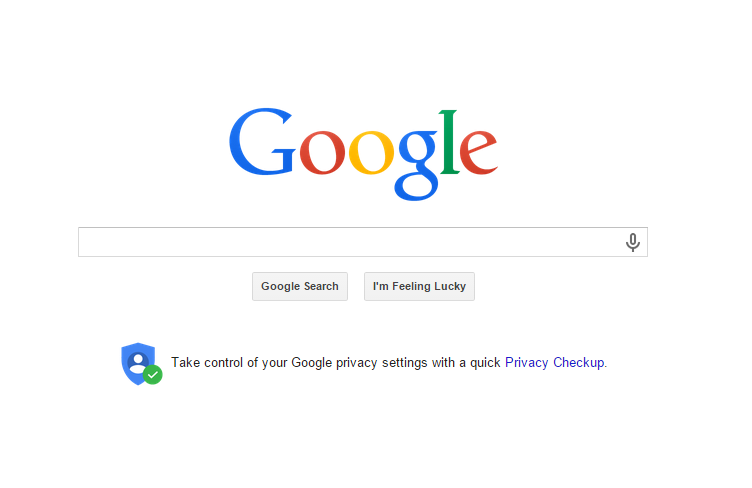 Google
Google Search
I'm Feeling Lucky
Take control of your Google privacy settings with a quick Privacy Checkup.